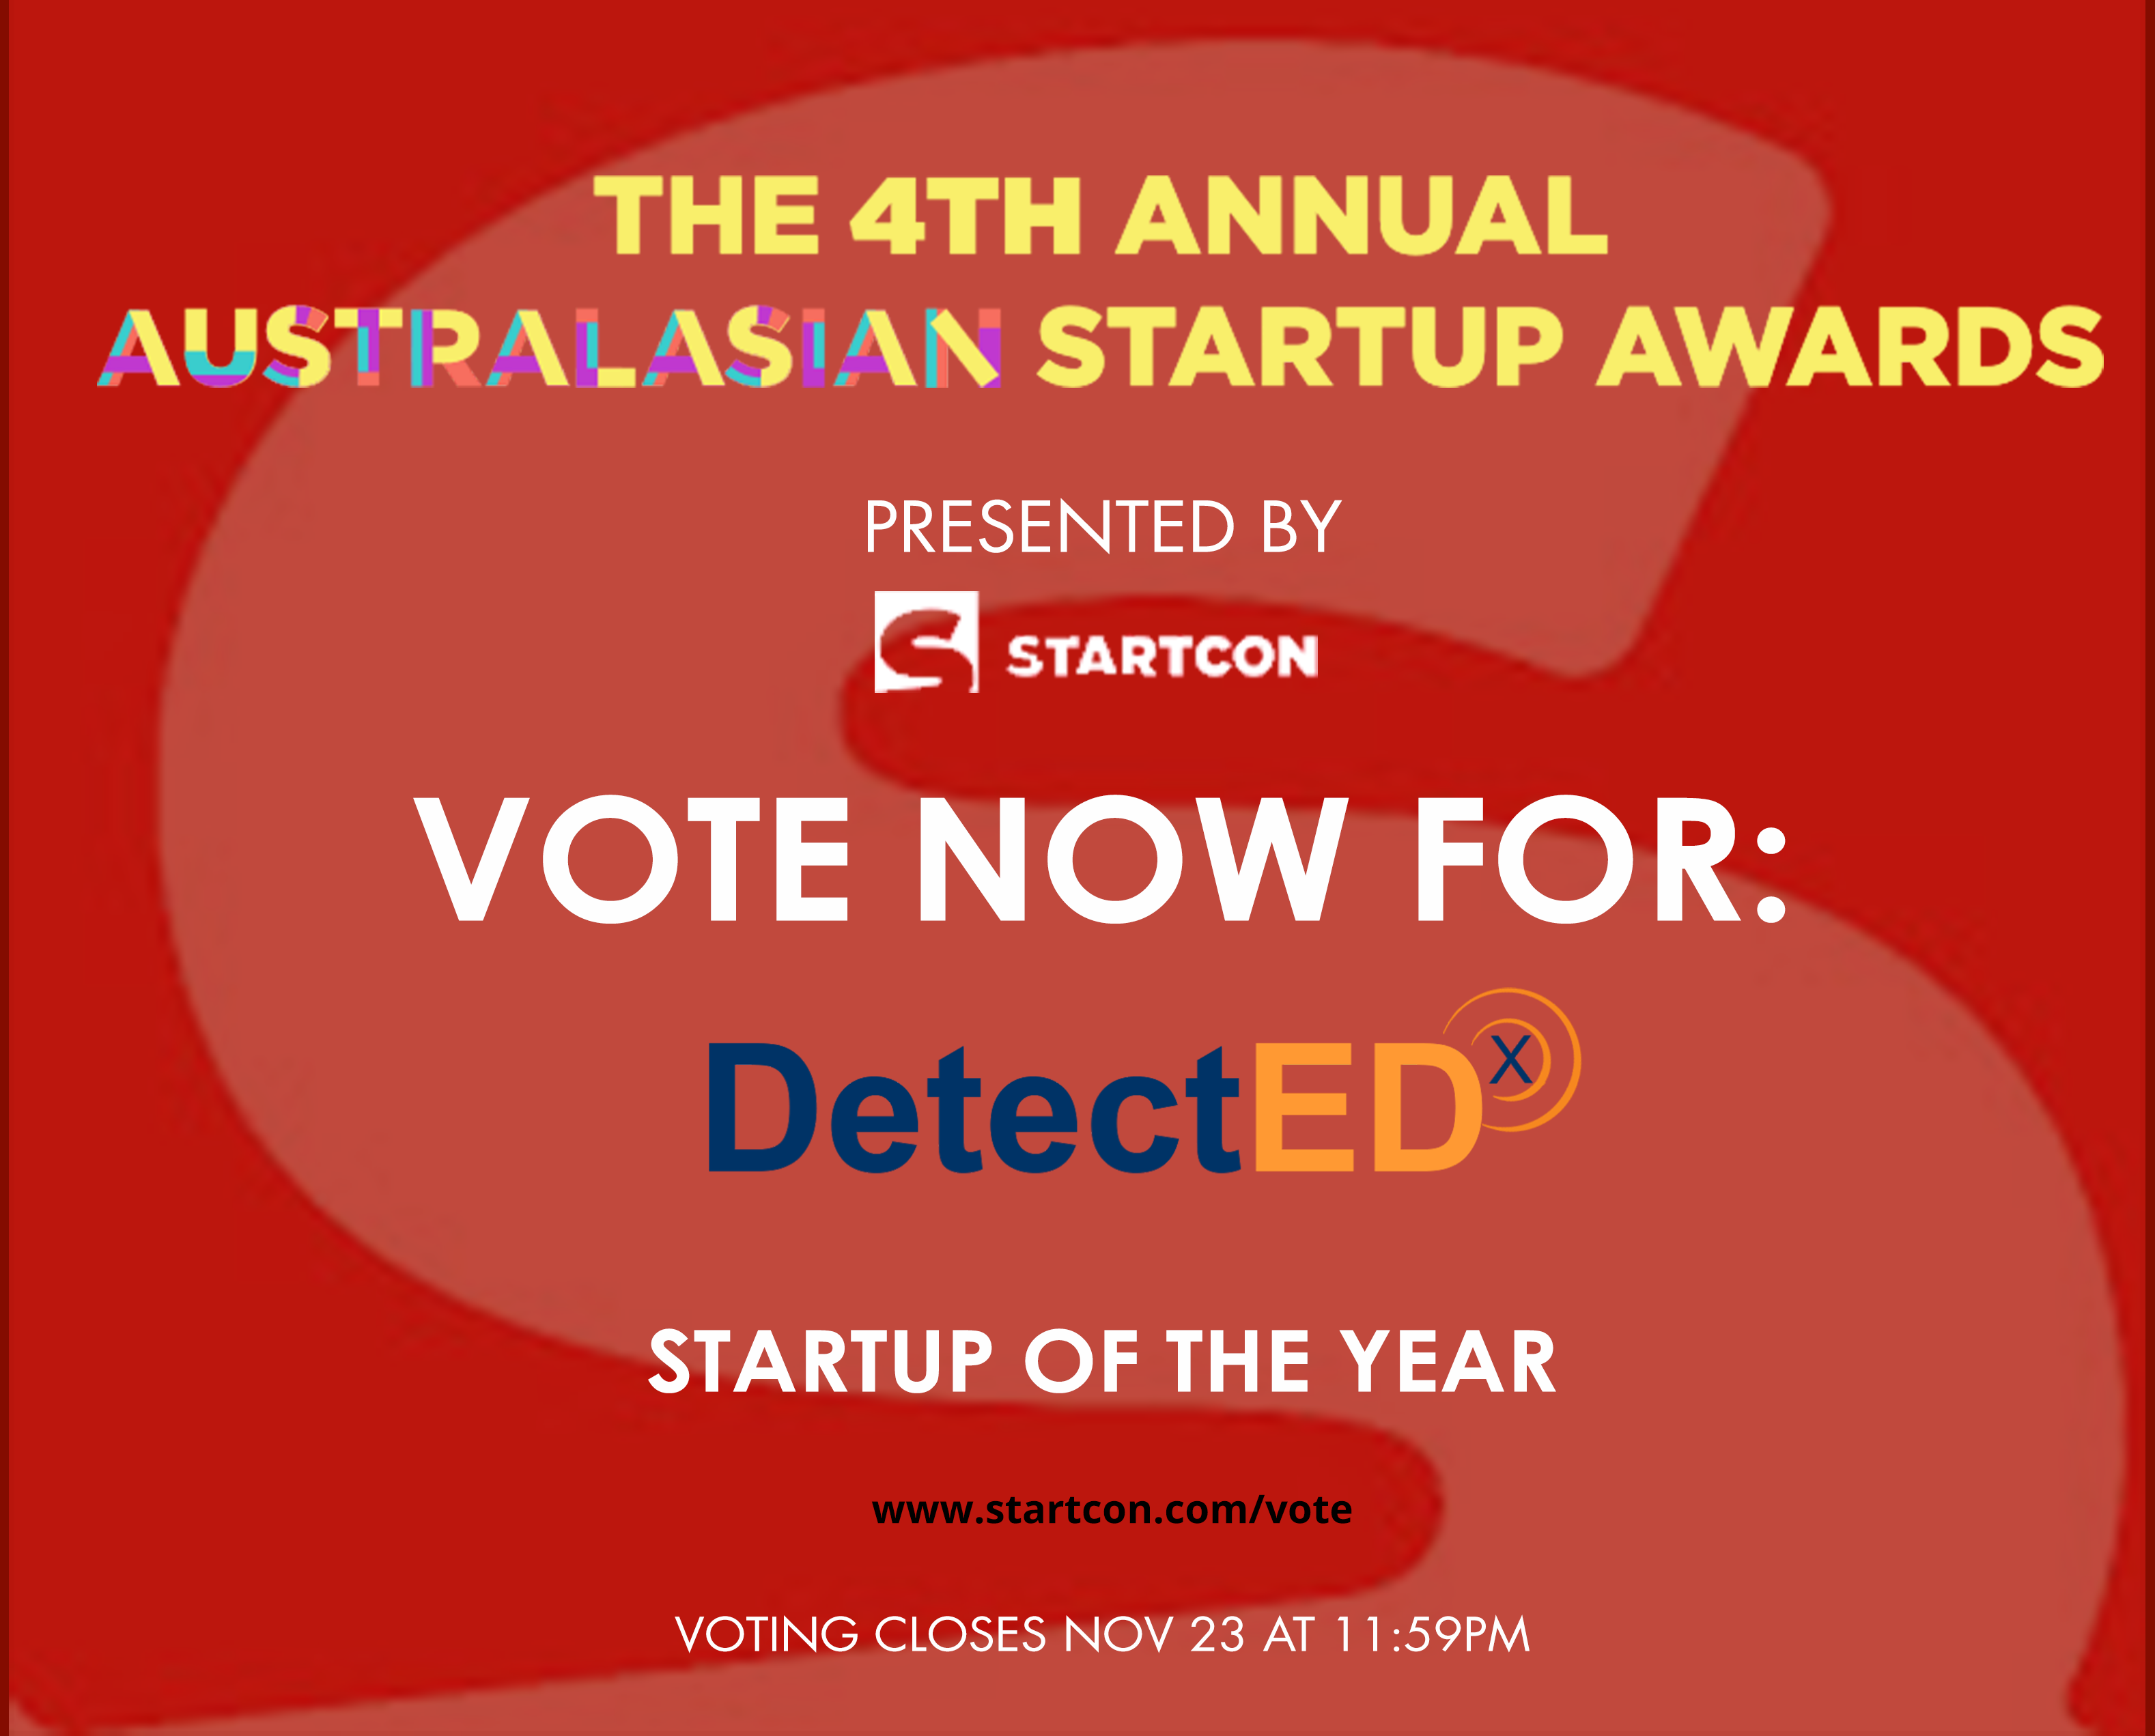 THE 4TH ANNUAL
AUSTRALASIAN STARTUP AWARDS
PRESENTED BY
STARTCON
VOTE NOW FOR:
DetectEDX
STARTUP OF THE YEAR
www.startcon.com/vote
VOTING CLOSES NOV 23 AT 11:59PM